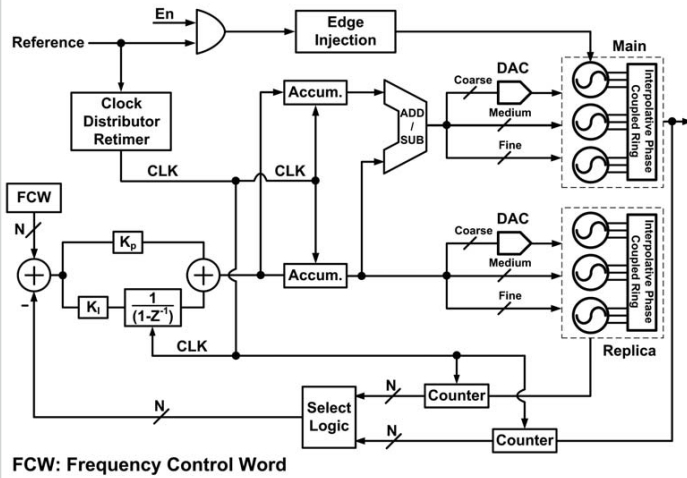 En
Reference
Edge
Injection
Main
Clock
Distributor
Retimer
Accum.
ADD
/
SUB
Coarse
DAC
Medium
Fine
Interpolative Phase
Coupled Ring
CLK
CLK
FCW
N
Kp
KI
1
(1-Z-1)
+
+
−
Accum.
Coarse
DAC
Medium
Fine
Interpolative Phase
Coupled Ring
Replica
CLK
N
Select
Logic
N
Counter
N
Counter
FCW: Frequency Control Word